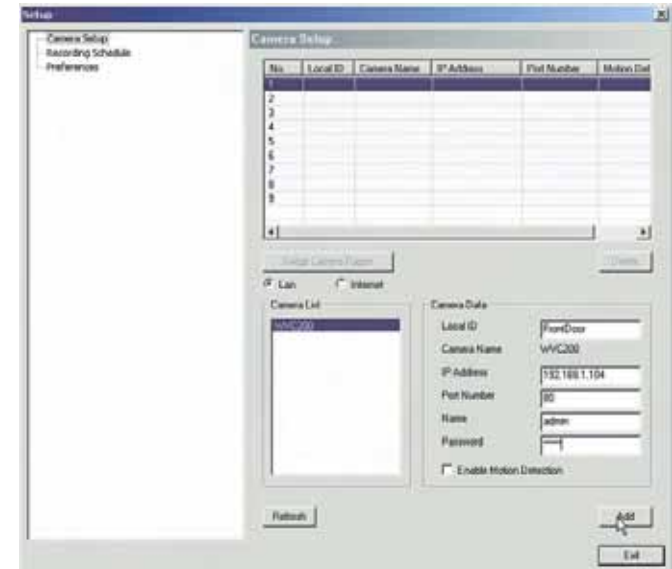 Setup
Camera Setup
Recording Schedule
Preferences
Camera Setup
No. Local ID Camera Name IP Address Port Number Motion Det
1
2
3
4
5
6
7
8
9
Setup Camera
Delete
Lan Internet
Camera List
WVC200
Camera Data
Local ID FrontDoor
Camera Name WVC200
IP Address 192.168.1.104
Port Number 80
Name admin
Password
Enable Motion Detection
Refresh
Add
Exit